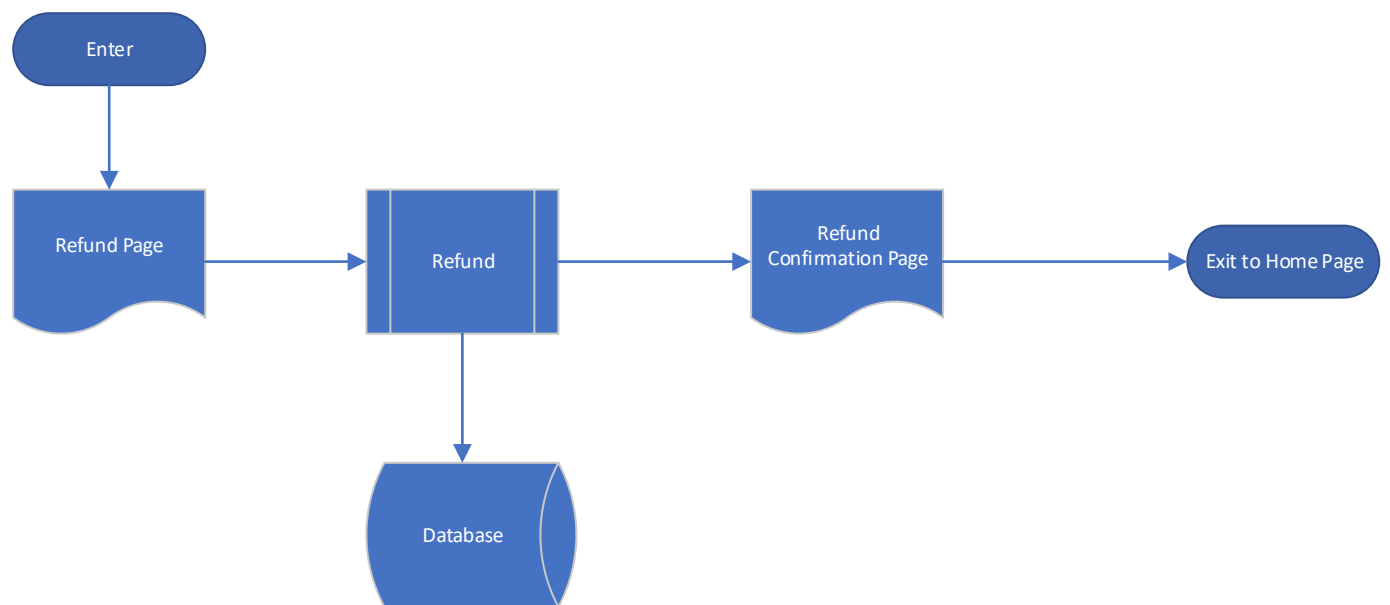 Enter
Refund Page
Refund
Refund
Confirmation Page
Exit to Home Page
Database